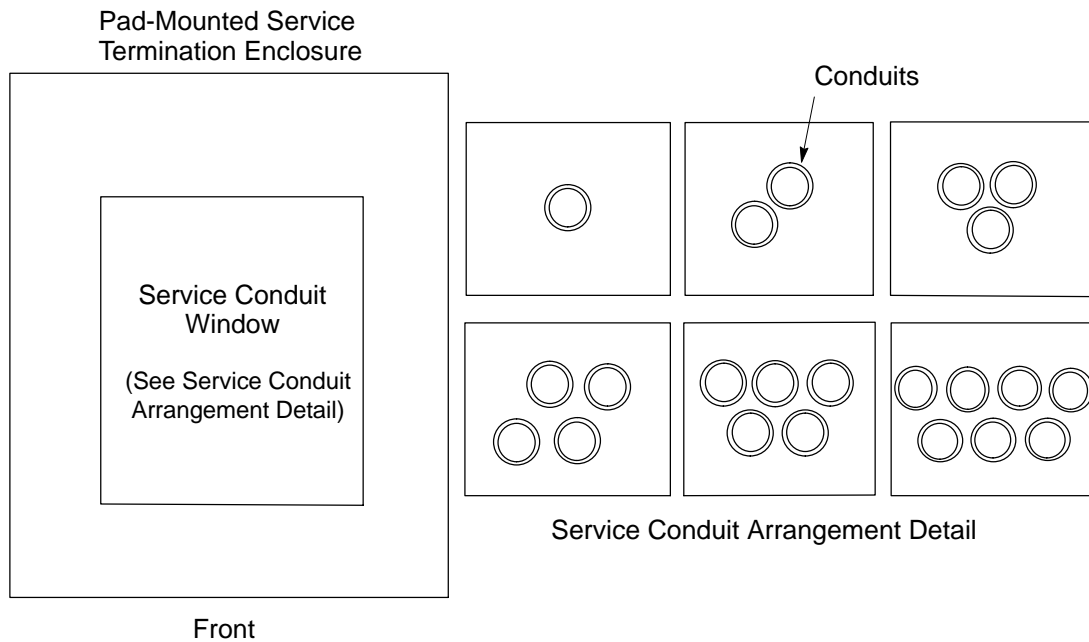 Pad-Mounted Service
Termination Enclosure
Conduits
Service Conduit
Window
(See Service Conduit
Arrangement Detail)
Service Conduit Arrangement Detail
Front